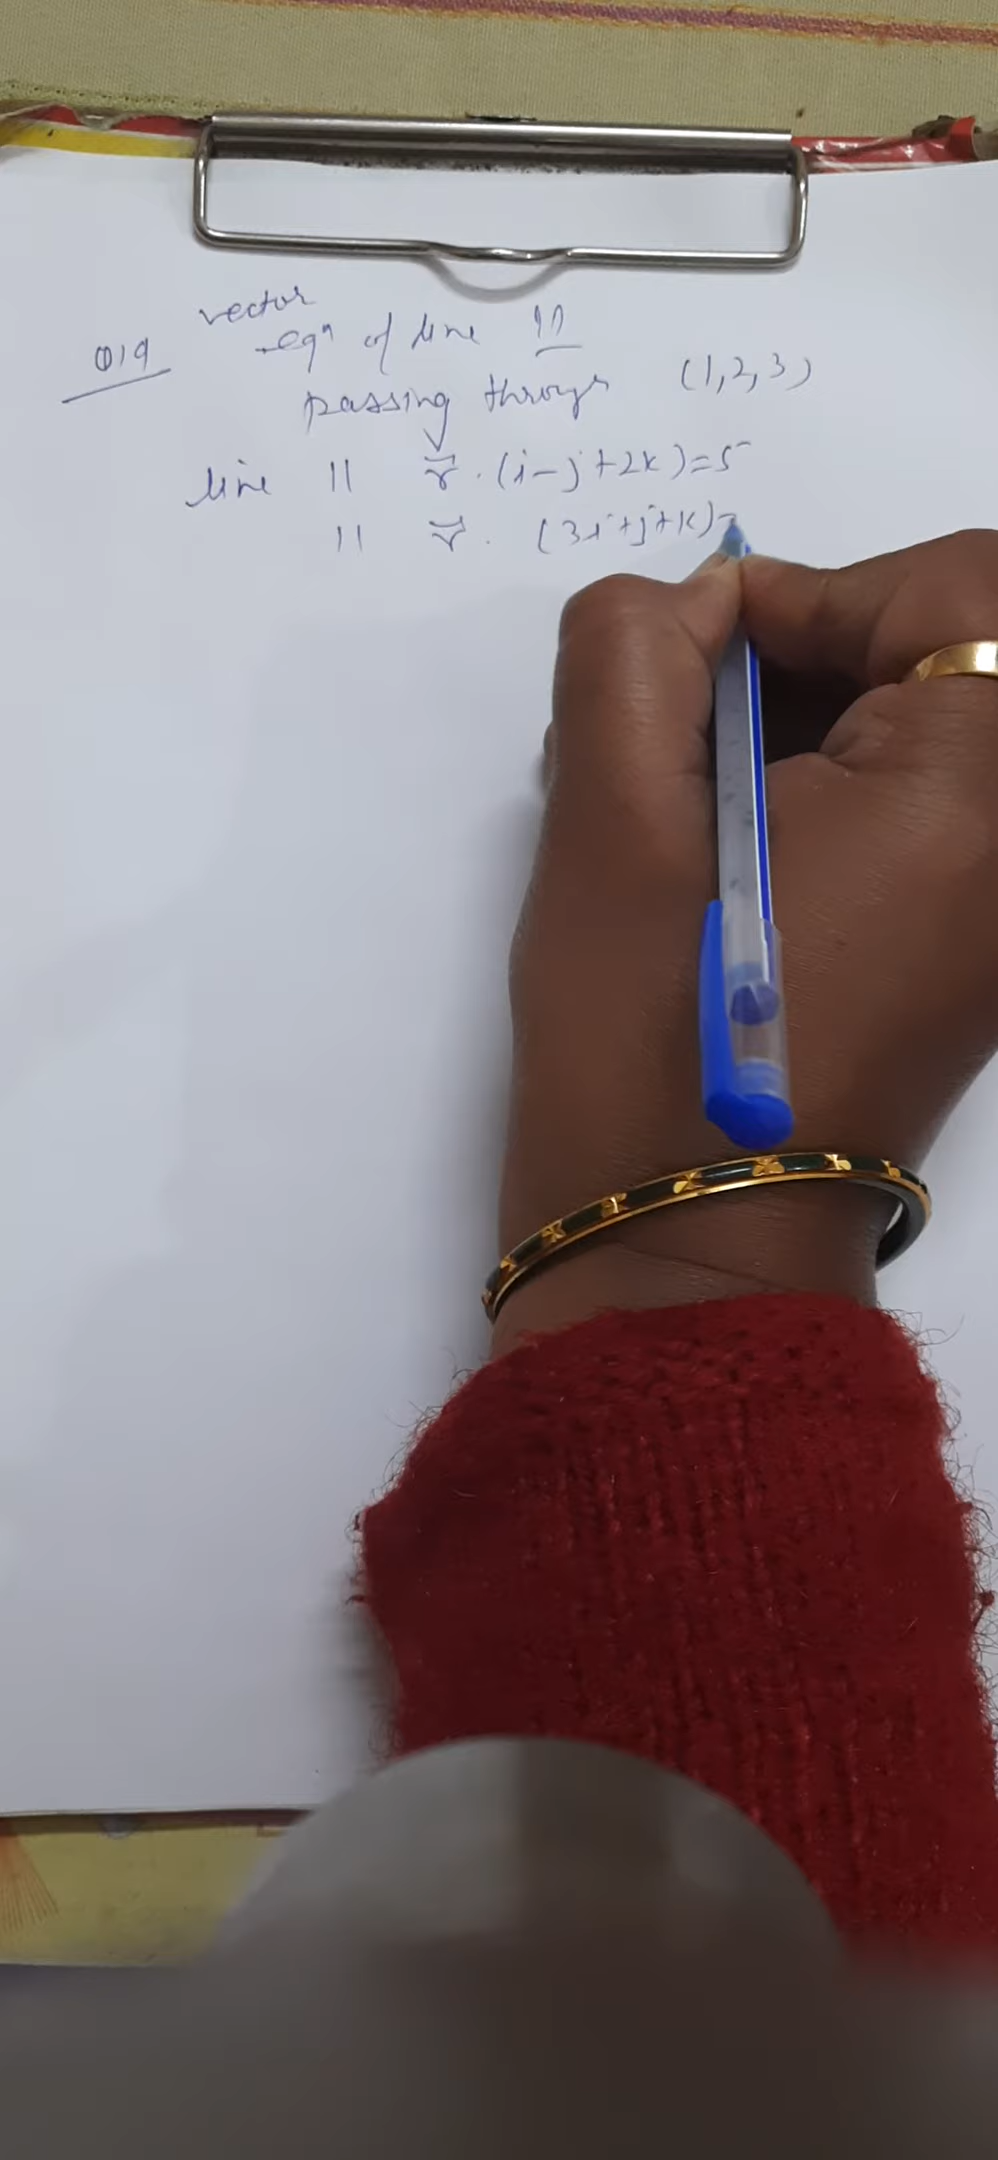 Q19 vector
eqn of line
passing through (1,2,3)
line || r⃗ . (i-j+2k)=5
|| r⃗ . (3i+j+k)=